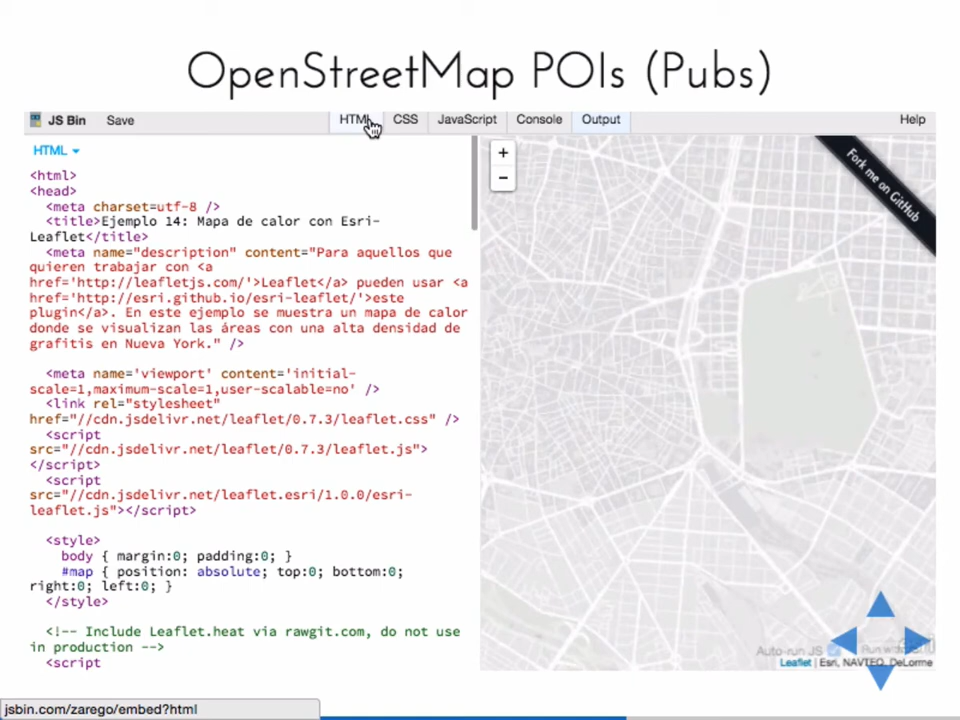 OpenStreetMap POIs (Pubs)
JS Bin Save HTML CSS JavaScript Console Output Help
HTML
<html>
<head>
<meta charset=utf-8 />
<title>Ejemplo 14: Mapa de calor con Esri-
Leaflet</title>
<meta name="description" content="Para aquellos que
quieren trabajar con <a
href='http://leafletjs.com/'>Leaflet</a> pueden usar <a
href='http://esri.github.io/esri-leaflet/'>este
plugin</a>. En este ejemplo se muestra un mapa de calor
donde se visualizan las áreas con una alta densidad de
grafitis en Nueva York." />
<meta name='viewport' content='initial-
scale=1,maximum-scale=1,user-scalable=no' />
<link rel="stylesheet"
href="//cdn.jsdelivr.net/leaflet/0.7.3/leaflet.css" />
<script
src="//cdn.jsdelivr.net/leaflet/0.7.3/leaflet.js">
</script>
<script
src="//cdn.jsdelivr.net/leaflet.esri/1.0.0/esri-
leaflet.js"></script>
<style>
body { margin:0; padding:0; }
#map { position: absolute; top:0; bottom:0;
right:0; left:0; }
</style>
<!-- Include Leaflet.heat via rawgit.com, do not use
in production -->
<script
+
−
Fork me on GitHub
Auto-run JS Run with
Leaflet | Esri, NAVTEQ, DeLorme
jsbin.com/zarego/embed?html